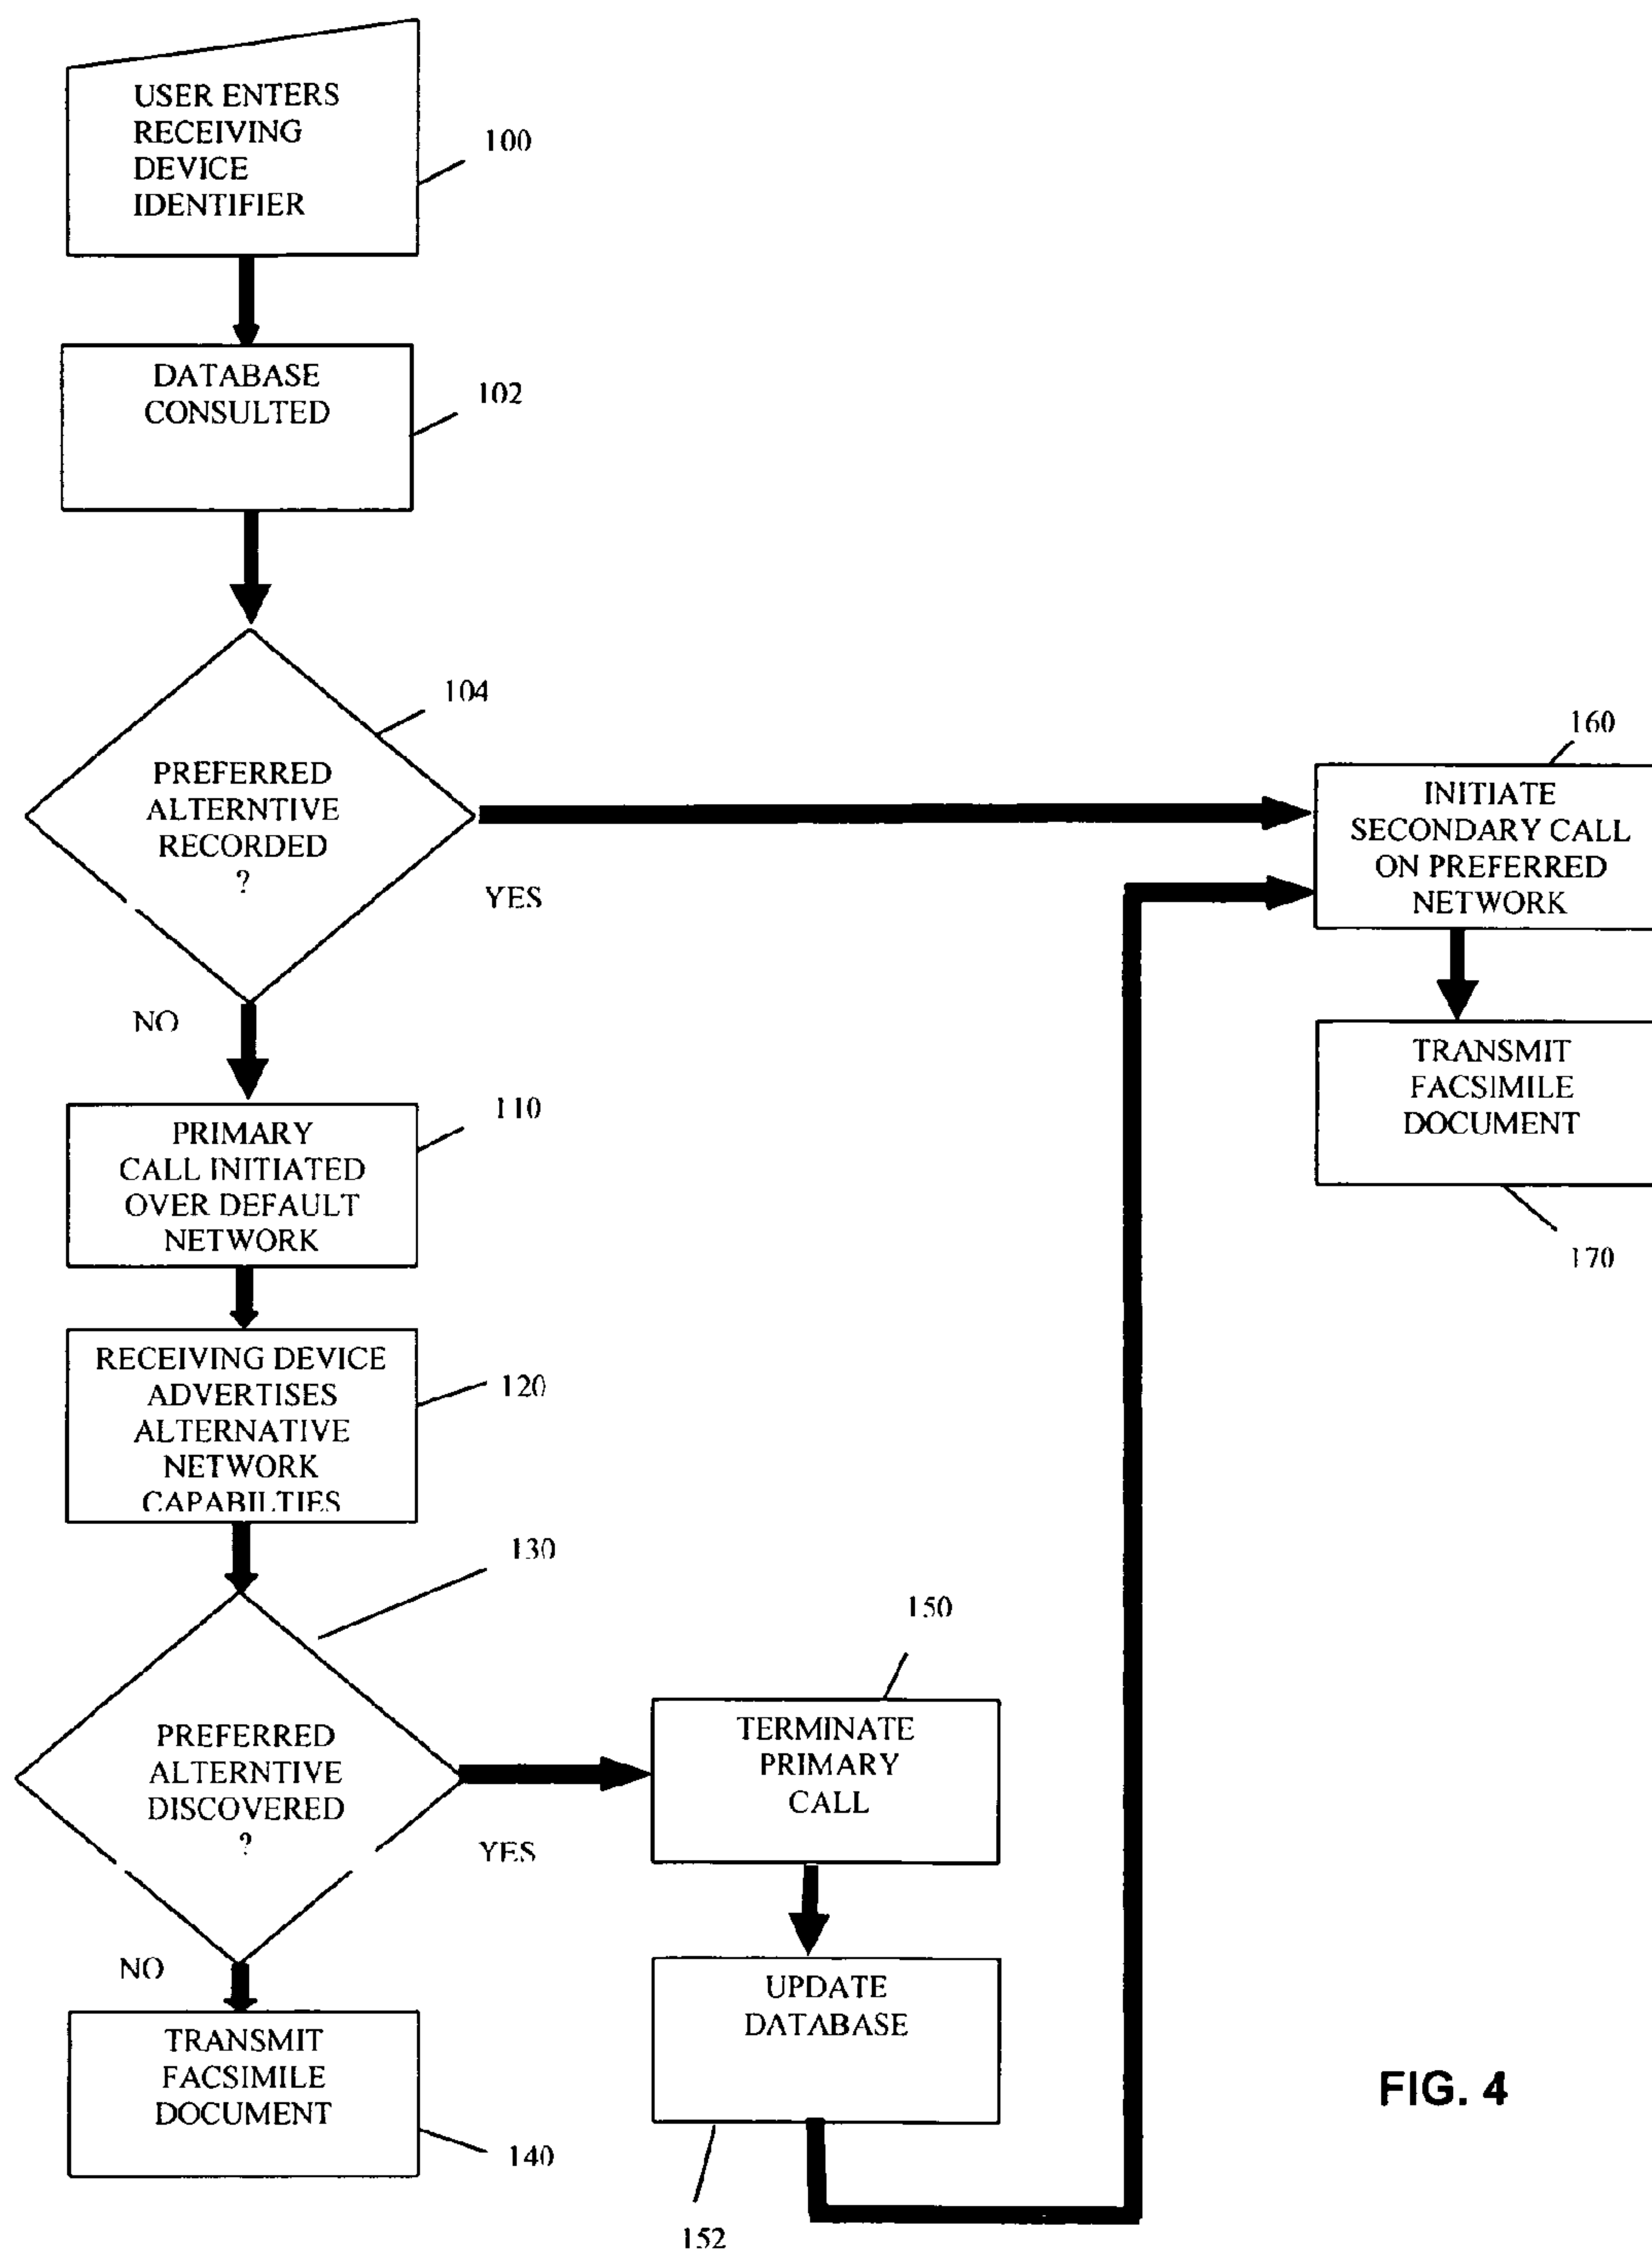 USER ENTERS
RECEIVING
DEVICE
IDENTIFIER
100
DATABASE
CONSULTED
102
104
PREFERRED
ALTERNTIVE
RECORDED
?
YES
NO
160
INITIATE
SECONDARY CALL
ON PREFERRED
NETWORK
TRANSMIT
FACSIMILE
DOCUMENT
170
110
PRIMARY
CALL INITIATED
OVER DEFAULT
NETWORK
RECEIVING DEVICE
ADVERTISES
ALTERNATIVE
NETWORK
CAPABILTIES
120
130
PREFERRED
ALTERNTIVE
DISCOVERED
?
YES
NO
150
TERMINATE
PRIMARY
CALL
UPDATE
DATABASE
152
TRANSMIT
FACSIMILE
DOCUMENT
140
FIG. 4